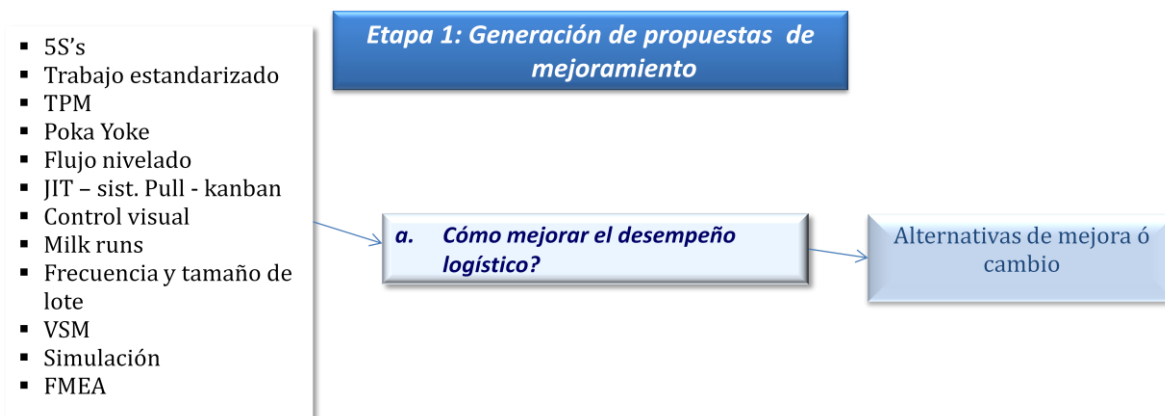 Etapa 1: Generación de propuestas de
mejoramiento
▪ 5S’s
▪ Trabajo estandarizado
▪ TPM
▪ Poka Yoke
▪ Flujo nivelado
▪ JIT – sist. Pull - kanban
▪ Control visual
▪ Milk runs
▪ Frecuencia y tamaño de
lote
▪ VSM
▪ Simulación
▪ FMEA
a. Cómo mejorar el desempeño
logístico?
Alternativas de mejora ó
cambio